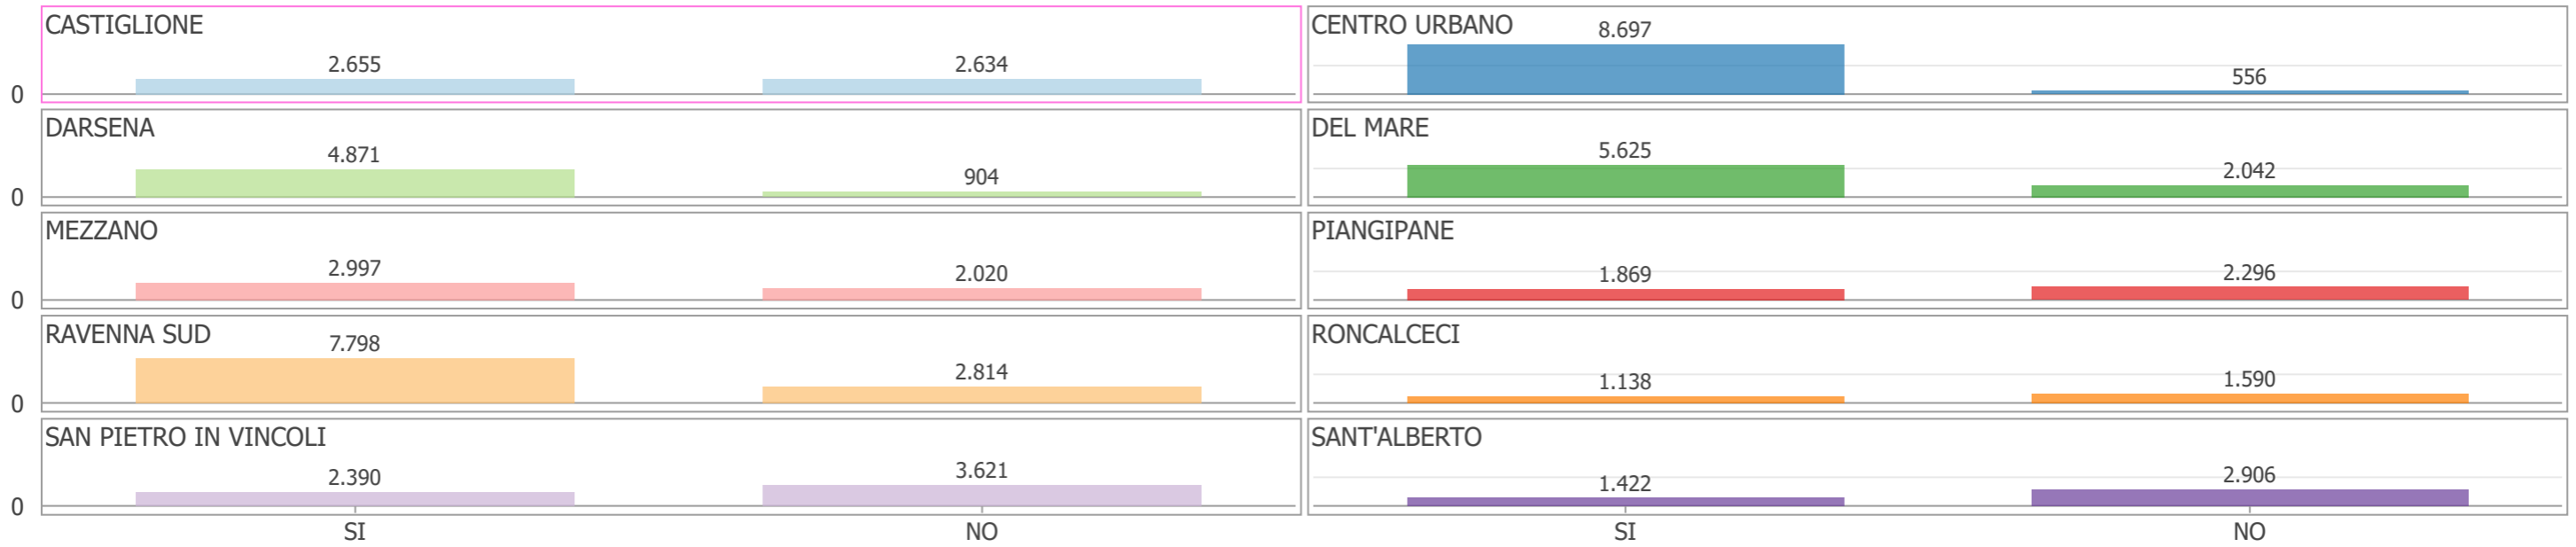 CASTIGLIONE
2.655
2.634
0
CENTRO URBANO
8.697
556
DARSENA
4.871
904
0
DEL MARE
5.625
2.042
MEZZANO
2.997
2.020
0
PIANGIPANE
1.869
2.296
RAVENNA SUD
7.798
2.814
0
RONCALCECI
1.138
1.590
SAN PIETRO IN VINCOLI
2.390
3.621
0
SANT'ALBERTO
1.422
2.906
SI
NO
SI
NO